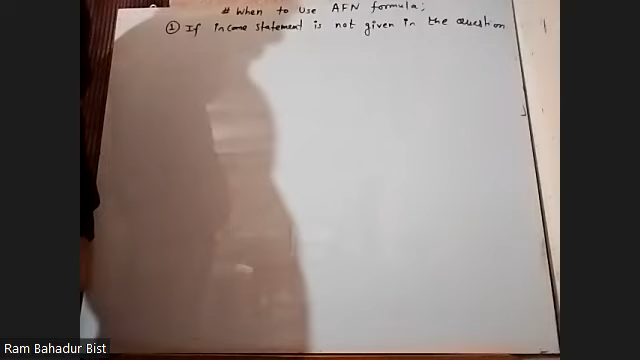 # When to Use AFN formula;
① If income statement is not given in the question
Ram Bahadur Bist